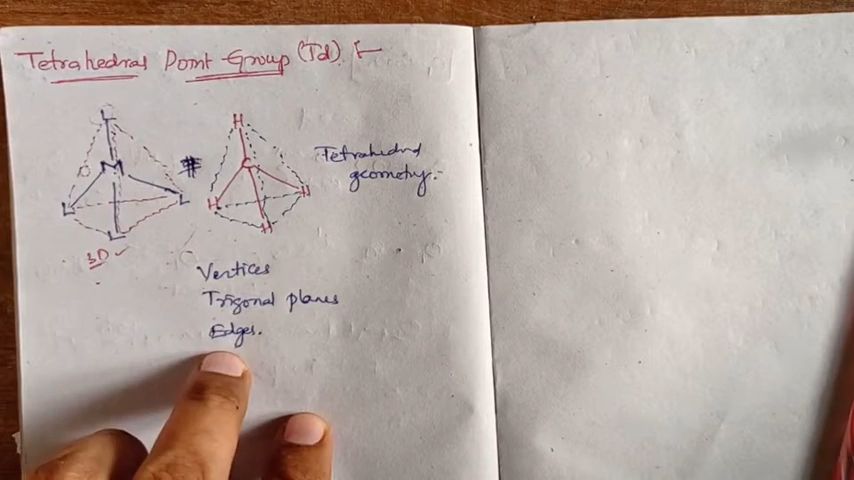 Tetrahedral Point Group (Td) :-
L
M
L
L
L
3D ✓
H
C
H
H
H
Tetrahedral
geometry:-
Vertices
Trigonal planes
Edges.